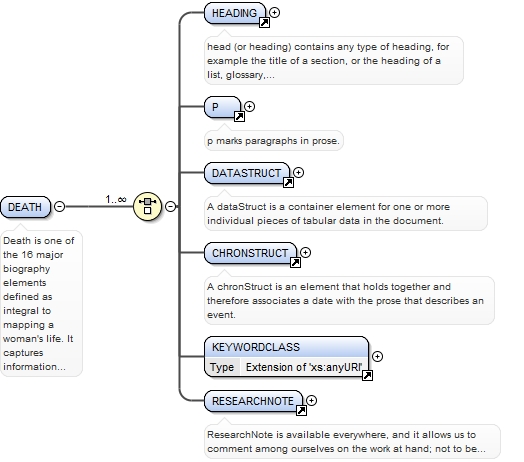 HEADING
head (or heading) contains any type of heading, for
example the title of a section, or the heading of a
list, glossary,...
P
p marks paragraphs in prose.
DATASTRUCT
A dataStruct is a container element for one or more
individual pieces of tabular data in the document.
DEATH
1..∞
Death is one of
the 16 major
biography
elements
defined as
integral to
mapping a
woman's life. It
captures
information...
CHRONSTRUCT
A chronStruct is an element that holds together and
therefore associates a date with the prose that describes an
event.
KEYWORDCLASS
Type Extension of 'xs:anyURI'
RESEARCHNOTE
ResearchNote is available everywhere, and it allows us to
comment among ourselves on the work at hand; not to be...